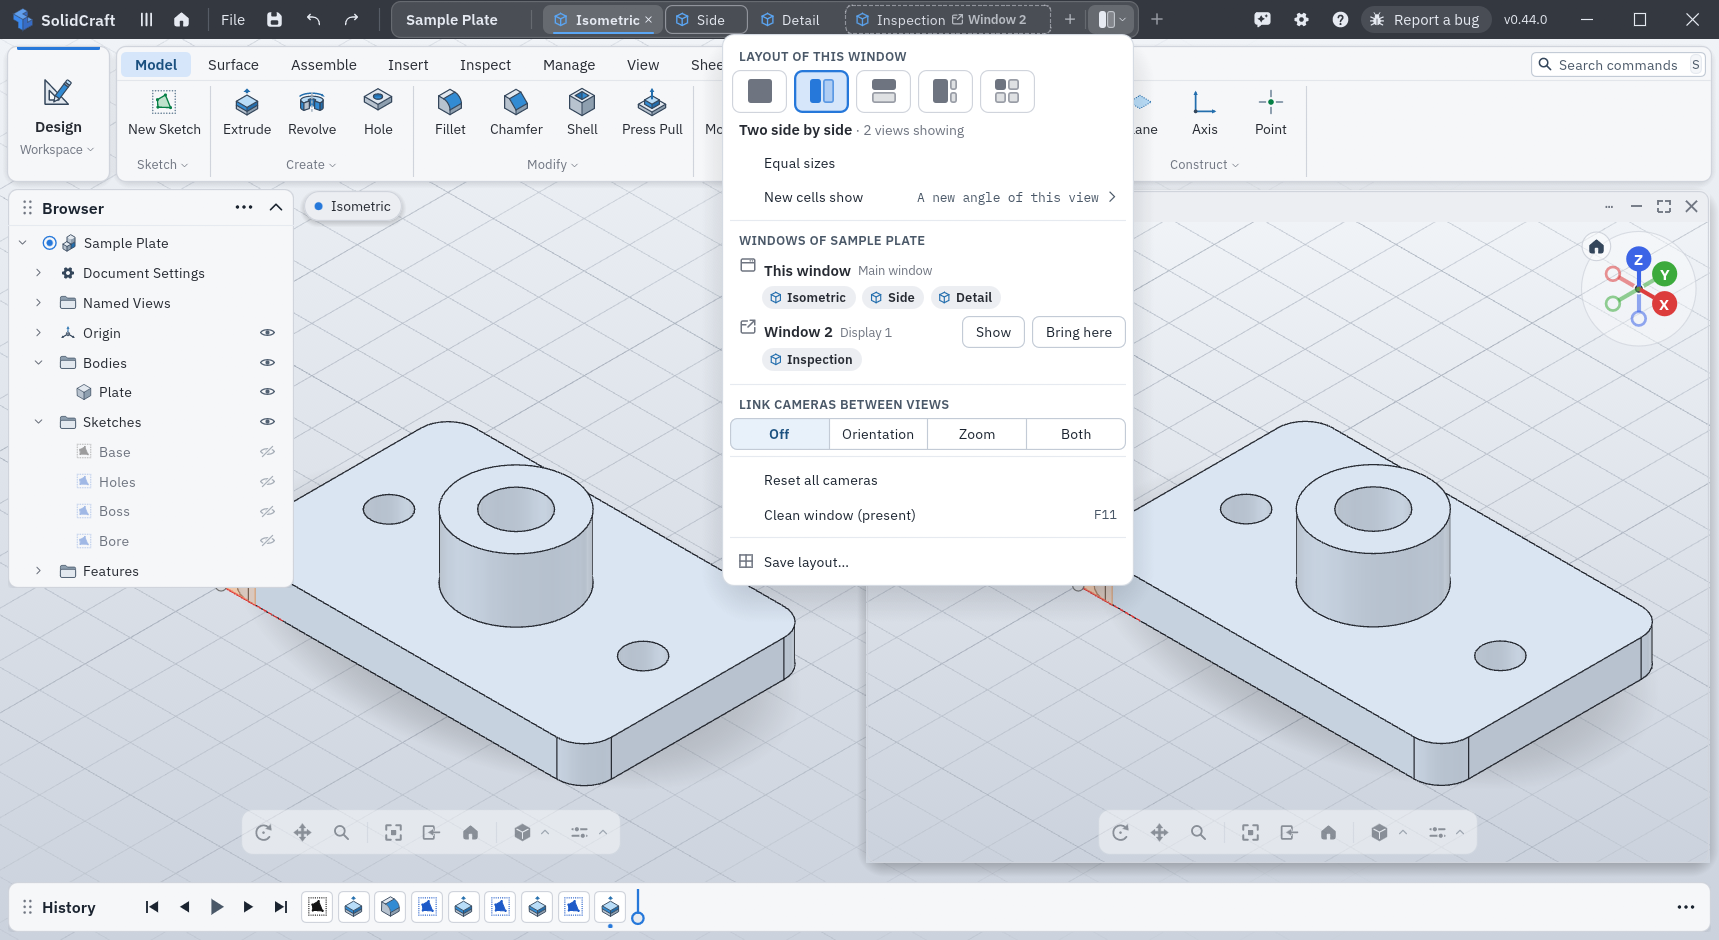 SolidCraft File Sample Plate Isometric Side Detail Inspection Window 2 Report a bug v0.44.0
Model Surface Assemble Insert Inspect Manage View Search commands S
Design
Workspace
New Sketch Extrude Revolve Hole Fillet Chamfer Shell Press Pull Axis Point
Sketch Create Modify Construct
LAYOUT OF THIS WINDOW
Two side by side · 2 views showing
Equal sizes
New cells show A new angle of this view
WINDOWS OF SAMPLE PLATE
This window Main window
Isometric Side Detail
Window 2 Display 1 Show Bring here
Inspection
LINK CAMERAS BETWEEN VIEWS
Off Orientation Zoom Both
Reset all cameras
Clean window (present) F11
Save layout...
Browser
Sample Plate
Document Settings
Named Views
Origin
Bodies
Plate
Sketches
Base
Holes
Boss
Bore
Features
Isometric
Z
Y
X
History